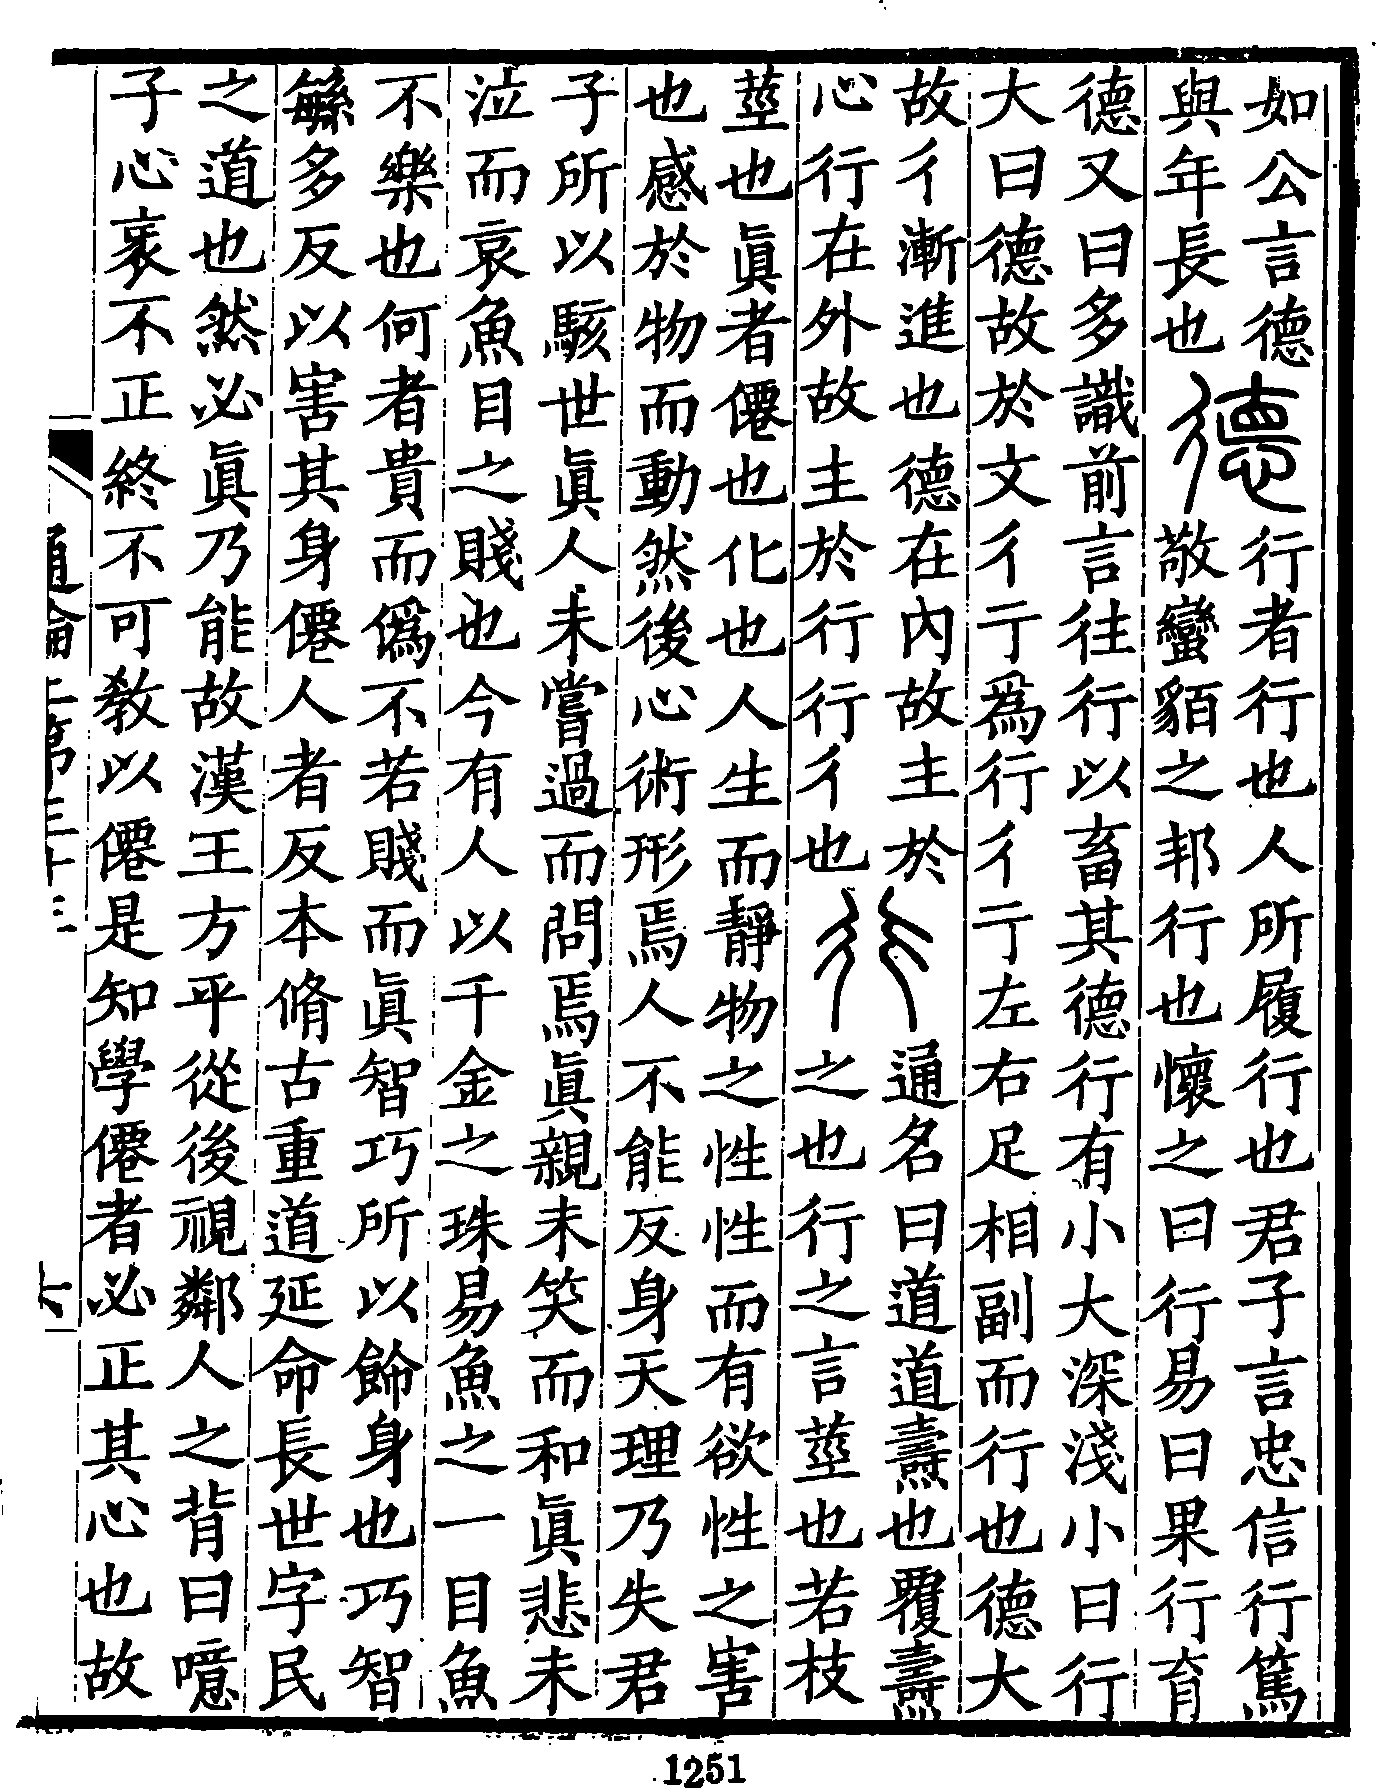 如公言德
與年長也
德
行者行也人所履行也君子言忠信行篤
敬蠻貊之邦行也懷之曰行易曰果行育
德又曰多識前言往行以畜其德行有小大深淺小曰行
大曰德故於文彳亍爲行彳亍左右足相副而行也德大
故彳漸進也德在內故主於
心行在外故主於行行彳也
行
通名曰道道燾也覆燾
之也行之言莖也若枝
莖也眞者僊也化也人生而靜物之性性而有欲性之害
也感於物而動然後心術形焉人不能反身天理乃失君
子所以駭世眞人未嘗過而問焉眞親未笑而和眞悲未
泣而哀魚目之賤也今有人以千金之珠易魚之一目魚
不樂也何者貴而僞不若賤而眞智巧所以餙身也巧智
緐多反以害其身僊人者反本脩古重道延命長世字民
之道也然必眞乃能故漢王方平從後視鄰人之背曰噫
子心衺不正終不可敎以僊是知學僊者必正其心也故
通論上第三十三
六
1251